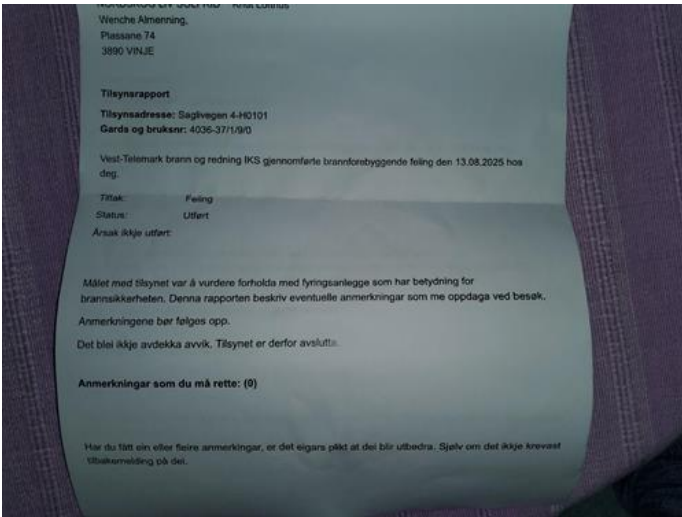 Wenche Almenning,
Plassane 74
3890 VINJE
Tilsynsrapport
Tilsynsadresse: Saglivegen 4-H0101
Gards og bruksnr: 4036-37/1/9/0
Vest-Telemark brann og redning IKS gjennomførte brannforebyggende feiing den 13.08.2025 hos
deg.
Tiltak: Feiing
Status: Utført
Årsak ikkje utført:
Målet med tilsynet var å vurdere forholda med fyringsanlegge som har betydning for
brannsikkerheten. Denna rapporten beskriv eventuelle anmerkningar som me oppdaga ved besøk.
Anmerkningene bør følges opp.
Det blei ikkje avdekka avvik. Tilsynet er derfor avslutta.
Anmerkningar som du må rette: (0)
Har du fått ein eller fleire anmerkingar, er det eigars plikt at dei blir utbedra. Sjølv om det ikkje krevast
tilbakemelding på det.